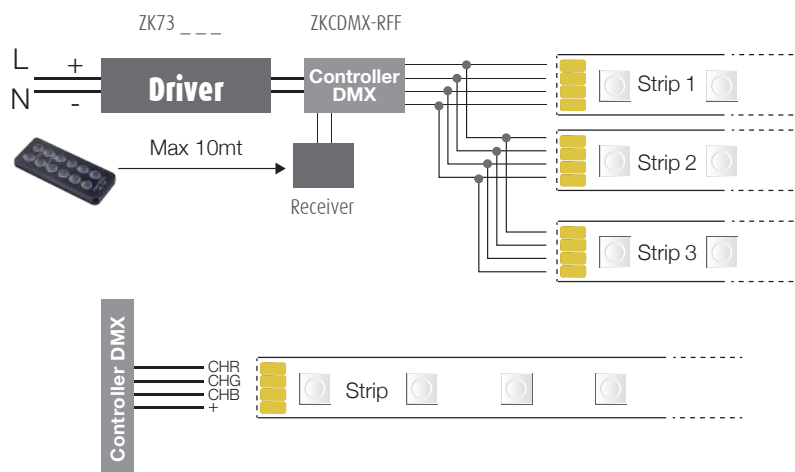 ZK73 _ _ _
ZKCDMX-RFF
L
+
N
-
Driver
Controller
DMX
Strip 1
Max 10mt
Receiver
Strip 2
Strip 3
Controller DMX
CHR
CHG
CHB
+
Strip